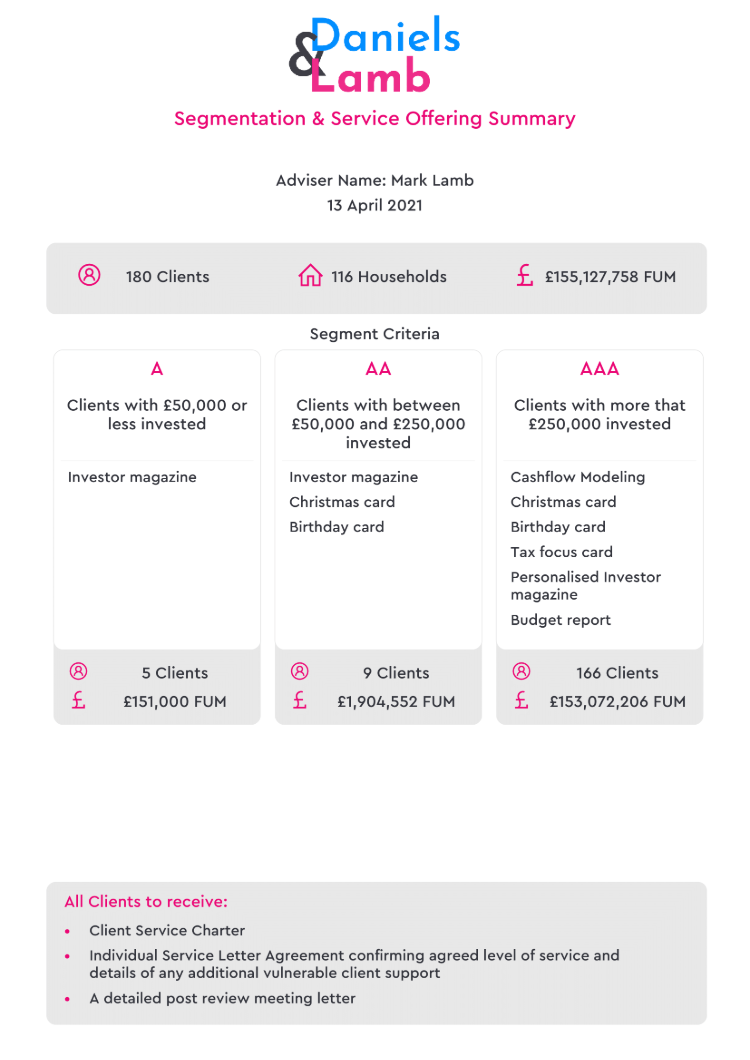 Daniels
& Lamb
Segmentation & Service Offering Summary
Adviser Name: Mark Lamb
13 April 2021
180 Clients
116 Households
£ £155,127,758 FUM
Segment Criteria
A
Clients with £50,000 or
less invested
Investor magazine
5 Clients
£ £151,000 FUM
AA
Clients with between
£50,000 and £250,000
invested
Investor magazine
Christmas card
Birthday card
9 Clients
£ £1,904,552 FUM
AAA
Clients with more that
£250,000 invested
Cashflow Modeling
Christmas card
Birthday card
Tax focus card
Personalised Investor
magazine
Budget report
166 Clients
£ £153,072,206 FUM
All Clients to receive:
• Client Service Charter
• Individual Service Letter Agreement confirming agreed level of service and
details of any additional vulnerable client support
• A detailed post review meeting letter